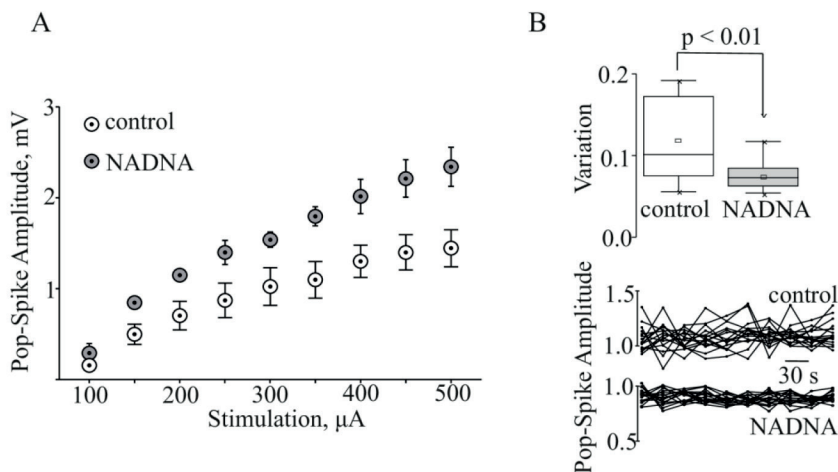 A
Pop-Spike Amplitude, mV
3
2
1
control
NADNA
100
200
300
400
500
Stimulation, μA
B
p < 0.01
Variation
0.2
0.1
0.0
control
NADNA
Pop-Spike Amplitude
1.5
1.0
control
30 s
1.0
0.5
NADNA